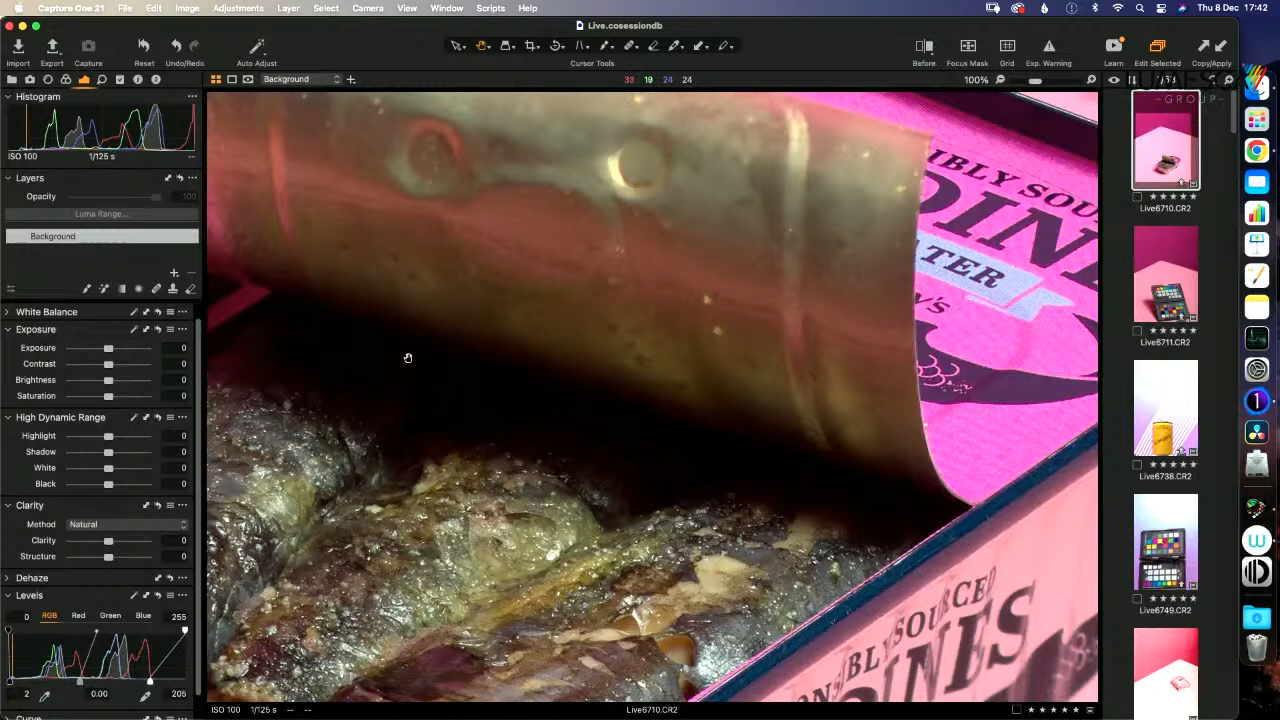 Capture One 21 File Edit Image Adjustments Layer Select Camera View Window Scripts Help Thu 8 Dec 17:42
Live.cosessiondb
Import Export Capture Reset Undo/Redo Auto Adjust Cursor Tools Before Focus Mask Grid Exp. Warning Learn Edit Selected Copy/Apply
Background 33 19 24 24 100%
-GROUP-
Histogram
ISO 100 1/125 s --
Layers
Opacity 100
Luma Range...
Background
White Balance
Exposure
Exposure 0
Contrast 0
Brightness 0
Saturation 0
High Dynamic Range
Highlight 0
Shadow 0
White 0
Black 0
Clarity
Method Natural
Clarity 0
Structure 0
Dehaze
Levels
0 RGB Red Green Blue 255
2 0.00 205
IBLY SOU
DINE
TER
y's
IBLY SOURCED
DINES
Live6710.CR2
Live6711.CR2
Live6738.CR2
Live6749.CR2
ISO 100 1/125 s -- -- Live6710.CR2